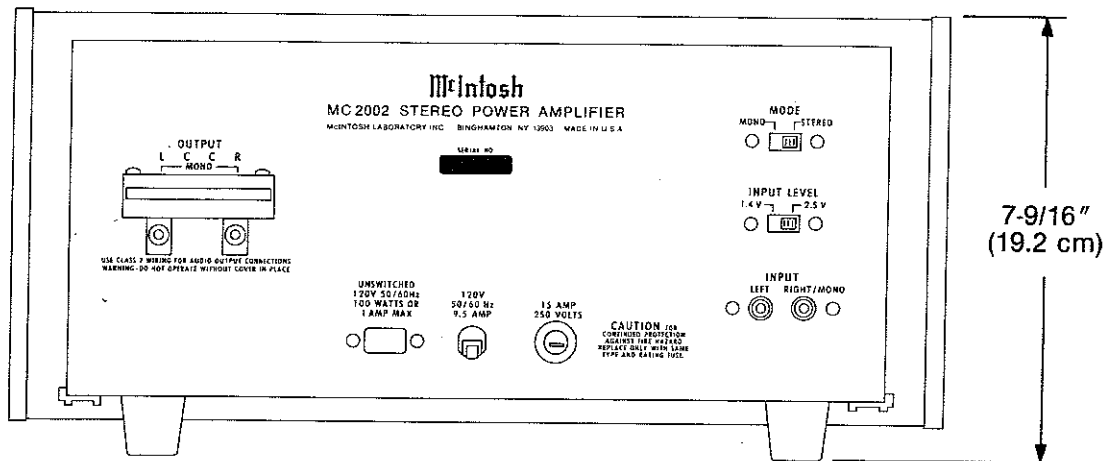 McIntosh
MC 2002 STEREO POWER AMPLIFIER
McINTOSH LABORATORY INC BINGHAMTON NY 13903 MADE IN U.S.A
SERIAL NO
OUTPUT
L C C R
MONO
USE CLASS 2 WIRING FOR AUDIO OUTPUT CONNECTIONS
WARNING-DO NOT OPERATE WITHOUT COVER IN PLACE
MODE
MONO STEREO
INPUT LEVEL
1.4 V 2.5 V
INPUT
LEFT RIGHT/MONO
UNSWITCHED
120V 50/60Hz
100 WATTS OR
1 AMP MAX
120V
50/60 Hz
9.5 AMP
15 AMP
250 VOLTS
CAUTION FOR
CONTINUED PROTECTION
AGAINST FIRE HAZARD
REPLACE ONLY WITH SAME
TYPE AND RATING FUSE.
7-9/16"
(19.2 cm)